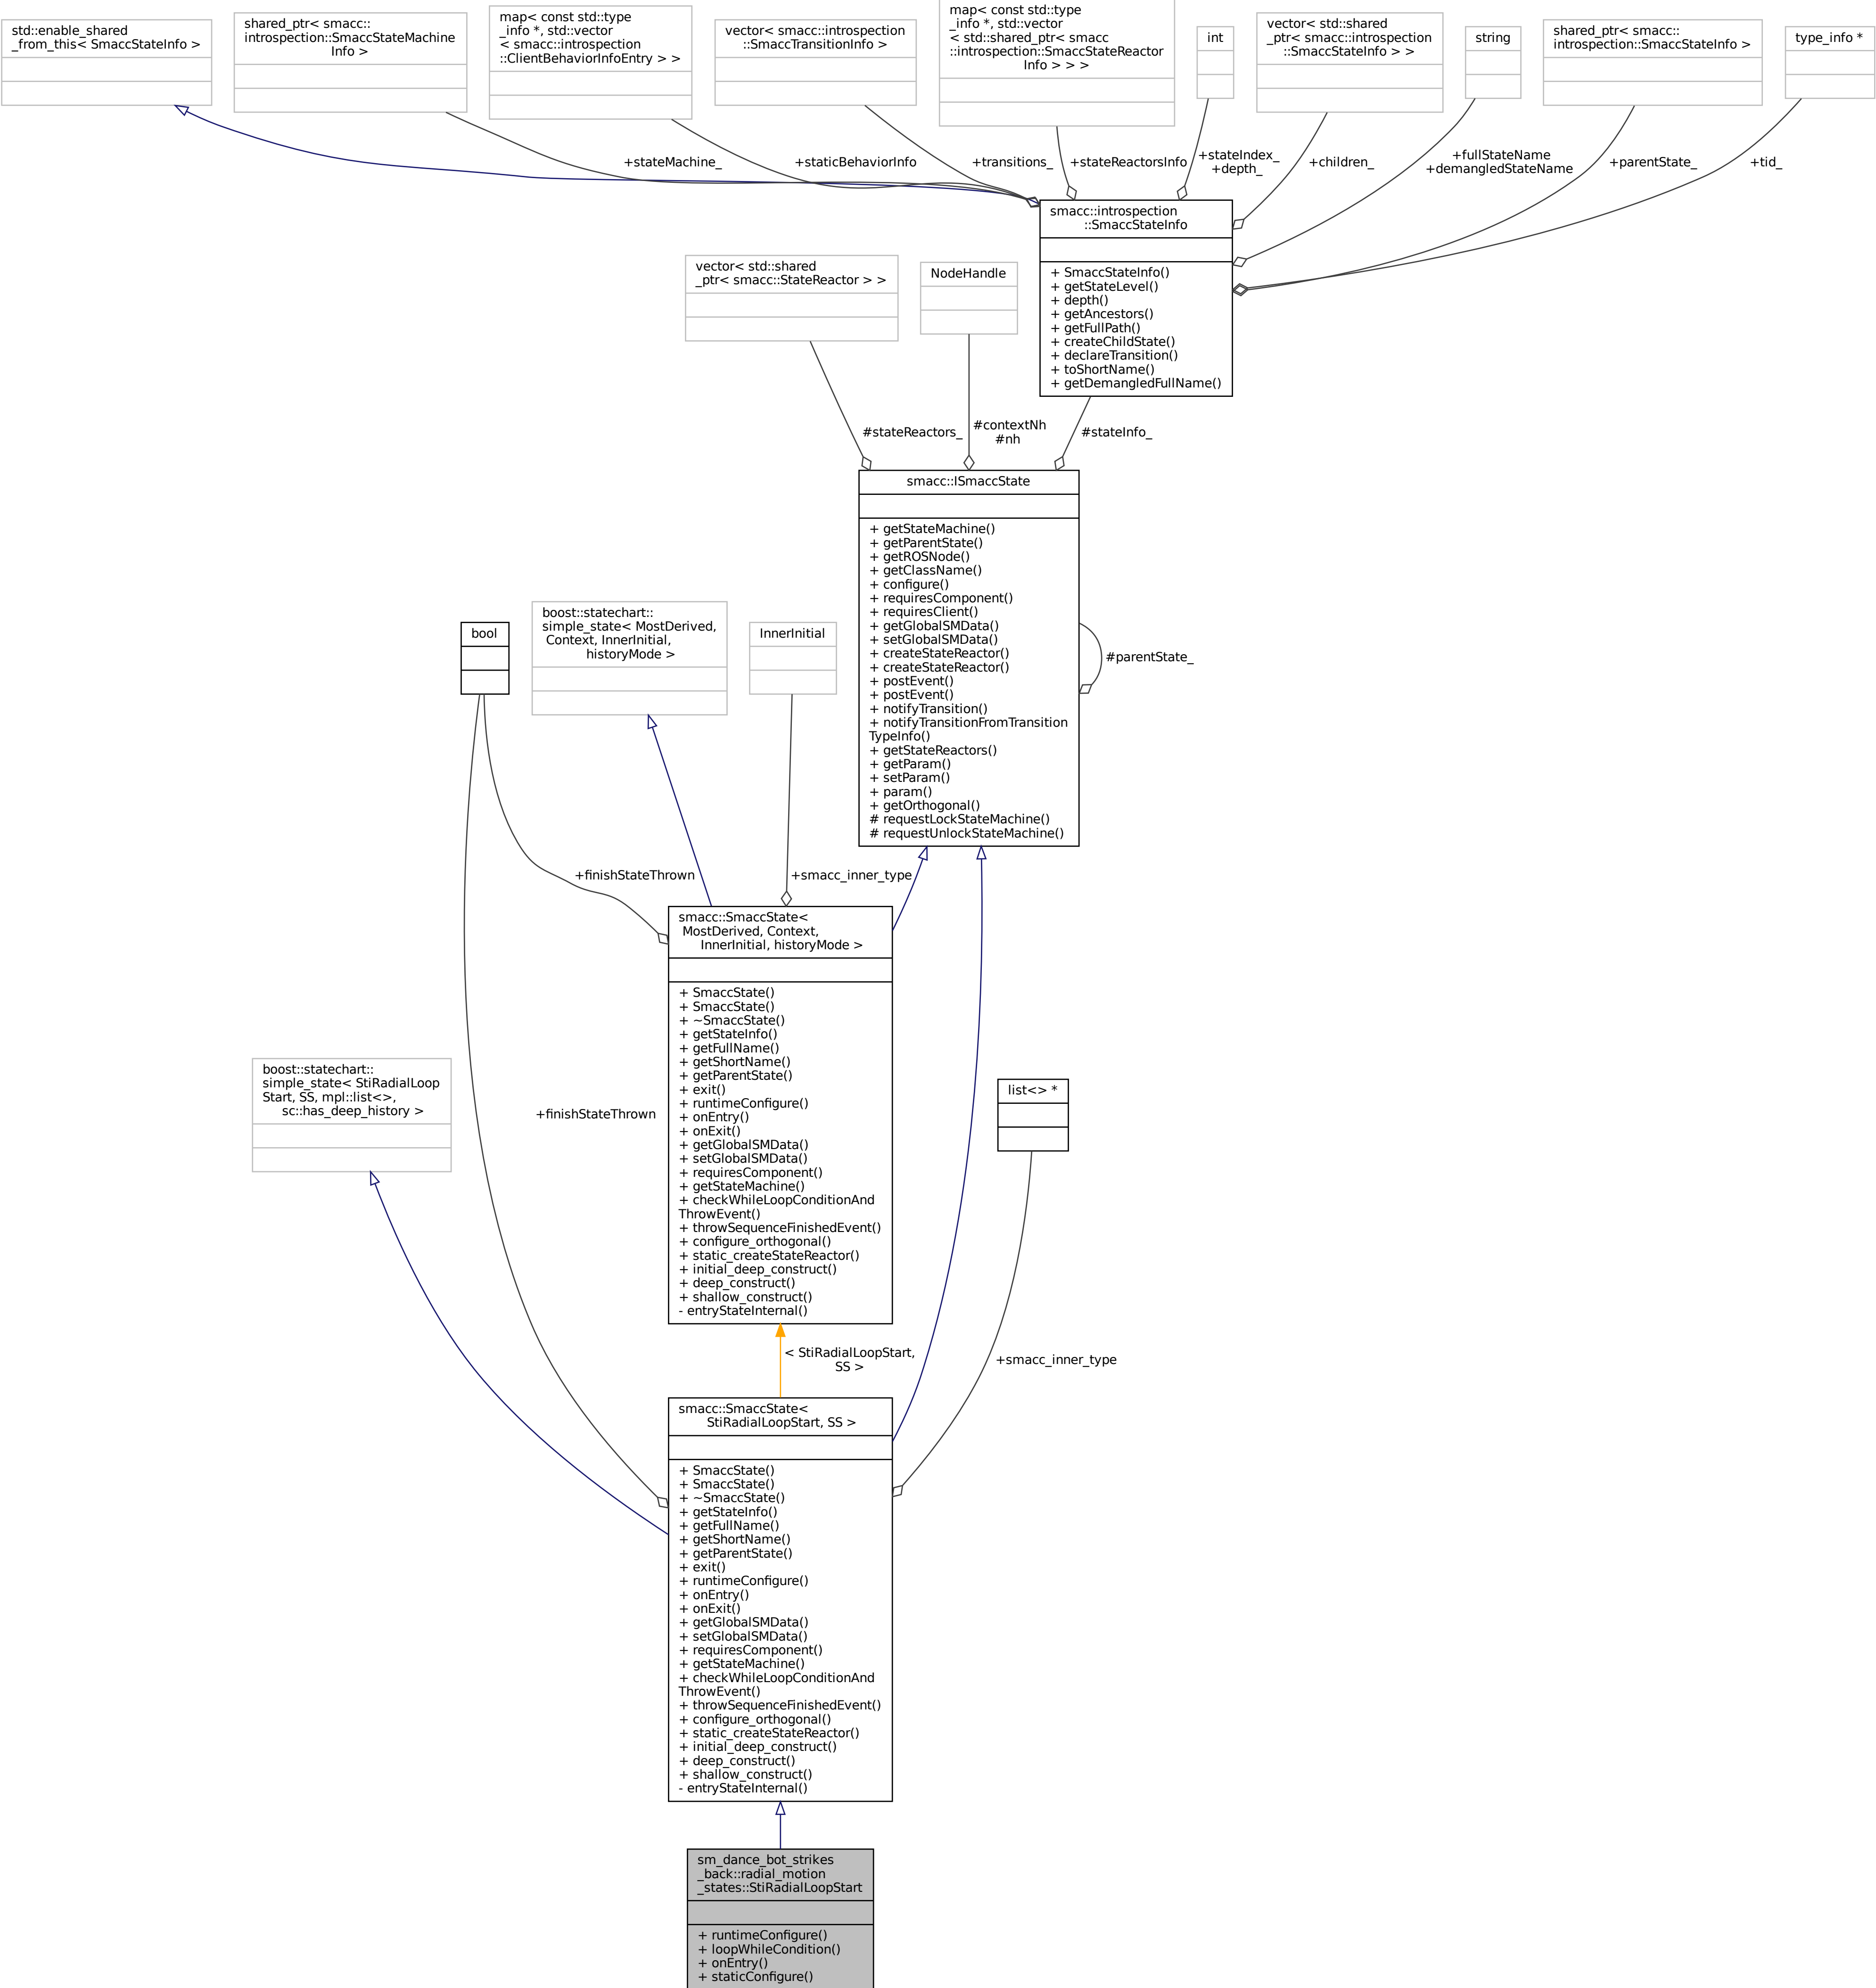 std::enable_shared
_from_this< SmaccStateInfo >
shared_ptr< smacc::
introspection::SmaccStateMachine
Info >
map< const std::type
_info *, std::vector
< smacc::introspection
::ClientBehaviorInfoEntry > >
vector< smacc::introspection
::SmaccTransitionInfo >
map< const std::type
_info *, std::vector
< std::shared_ptr< smacc
::introspection::SmaccStateReactor
Info > > >
int
vector< std::shared
_ptr< smacc::introspection
::SmaccStateInfo > >
string
shared_ptr< smacc::
introspection::SmaccStateInfo >
type_info *
+stateMachine_
+staticBehaviorInfo
+transitions_
+stateReactorsInfo
+stateIndex_
+depth_
+children_
+fullStateName
+demangledStateName
+parentState_
+tid_
smacc::introspection
::SmaccStateInfo
+ SmaccStateInfo()
+ getStateLevel()
+ depth()
+ getAncestors()
+ getFullPath()
+ createChildState()
+ declareTransition()
+ toShortName()
+ getDemangledFullName()
vector< std::shared
_ptr< smacc::StateReactor > >
NodeHandle
#stateReactors_
#contextNh
#nh
#stateInfo_
smacc::ISmaccState
+ getStateMachine()
+ getParentState()
+ getROSNode()
+ getClassName()
+ configure()
+ requiresComponent()
+ requiresClient()
+ getGlobalSMData()
+ setGlobalSMData()
+ createStateReactor()
+ createStateReactor()
+ postEvent()
+ postEvent()
+ notifyTransition()
+ notifyTransitionFromTransition
TypeInfo()
+ getStateReactors()
+ getParam()
+ setParam()
+ param()
+ getOrthogonal()
# requestLockStateMachine()
# requestUnlockStateMachine()
#parentState_
bool
boost::statechart::
simple_state< MostDerived,
Context, InnerInitial,
historyMode >
InnerInitial
+finishStateThrown
+smacc_inner_type
smacc::SmaccState<
MostDerived, Context,
InnerInitial, historyMode >
+ SmaccState()
+ SmaccState()
+ ~SmaccState()
+ getStateInfo()
+ getFullName()
+ getShortName()
+ getParentState()
+ exit()
+ runtimeConfigure()
+ onEntry()
+ onExit()
+ getGlobalSMData()
+ setGlobalSMData()
+ requiresComponent()
+ getStateMachine()
+ checkWhileLoopConditionAnd
ThrowEvent()
+ throwSequenceFinishedEvent()
+ configure_orthogonal()
+ static_createStateReactor()
+ initial_deep_construct()
+ deep_construct()
+ shallow_construct()
- entryStateInternal()
boost::statechart::
simple_state< StiRadialLoop
Start, SS, mpl::list<>,
sc::has_deep_history >
+finishStateThrown
list<> *
< StiRadialLoopStart,
SS >
+smacc_inner_type
smacc::SmaccState<
StiRadialLoopStart, SS >
+ SmaccState()
+ SmaccState()
+ ~SmaccState()
+ getStateInfo()
+ getFullName()
+ getShortName()
+ getParentState()
+ exit()
+ runtimeConfigure()
+ onEntry()
+ onExit()
+ getGlobalSMData()
+ setGlobalSMData()
+ requiresComponent()
+ getStateMachine()
+ checkWhileLoopConditionAnd
ThrowEvent()
+ throwSequenceFinishedEvent()
+ configure_orthogonal()
+ static_createStateReactor()
+ initial_deep_construct()
+ deep_construct()
+ shallow_construct()
- entryStateInternal()
sm_dance_bot_strikes
_back::radial_motion
_states::StiRadialLoopStart
+ runtimeConfigure()
+ loopWhileCondition()
+ onEntry()
+ staticConfigure()